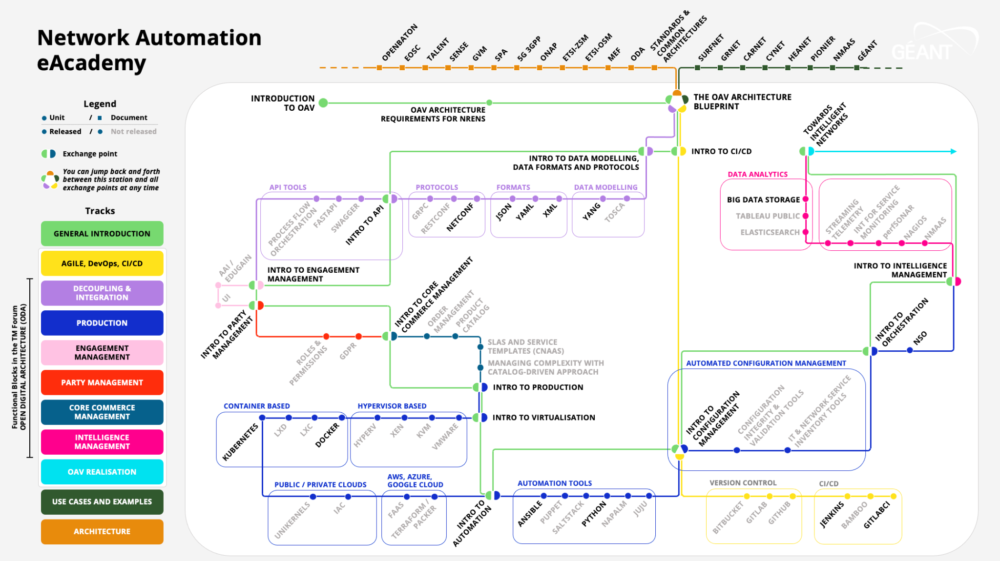 Network Automation
eAcademy
GÉANT
OPENBATON
EOSC
TALENT
SENSE
GVM
SPA
5G 3GPP
ONAP
ETSI-ZSM
ETSI-OSM
MEF
ODA
STANDARDS &
COMMON
ARCHITECTURES
SURFNET
GRNET
CARNET
CYNET
HEANET
PIONIER
NMAAS
GÉANT
Legend
Unit / Document
Released / Not released
Exchange point
You can jump back and forth
between this station and all
exchange points at any time
Tracks
GENERAL INTRODUCTION
AGILE, DevOps, CI/CD
DECOUPLING &
INTEGRATION
PRODUCTION
ENGAGEMENT
MANAGEMENT
PARTY MANAGEMENT
CORE COMMERCE
MANAGEMENT
INTELLIGENCE
MANAGEMENT
OAV REALISATION
USE CASES AND EXAMPLES
ARCHITECTURE
Functional Blocks in the TM Forum
OPEN DIGITAL ARCHITECTURE (ODA)
INTRODUCTION
TO OAV
OAV ARCHITECTURE
REQUIREMENTS FOR NRENS
THE OAV ARCHITECTURE
BLUEPRINT
TOWARDS
INTELLIGENT
NETWORKS
INTRO TO DATA MODELLING,
DATA FORMATS AND PROTOCOLS
INTRO TO CI/CD
API TOOLS
PROCESS FLOW
ORCHESTRATION
FASTAPI
SWAGGER
INTRO TO API
PROTOCOLS
GRPC
RESTCONF
NETCONF
FORMATS
JSON
YAML
XML
DATA MODELLING
YANG
TOSCA
DATA ANALYTICS
BIG DATA STORAGE
TABLEAU PUBLIC
ELASTICSEARCH
STREAMING
TELEMETRY
INT FOR SERVICE
MONITORING
perfSONAR
NAGIOS
NMAAS
AAI /
EDUGAIN
UI
INTRO TO ENGAGEMENT
MANAGEMENT
INTRO TO PARTY
MANAGEMENT
ROLES &
PERMISSIONS
GDPR
INTRO TO CORE
COMMERCE MANAGEMENT
ORDER
MANAGEMENT
PRODUCT
CATALOG
SLAS AND SERVICE
TEMPLATES (CNAAS)
MANAGING COMPLEXITY WITH
CATALOG-DRIVEN APPROACH
INTRO TO PRODUCTION
INTRO TO VIRTUALISATION
INTRO TO INTELLIGENCE
MANAGEMENT
INTRO TO
ORCHESTRATION
NSO
AUTOMATED CONFIGURATION MANAGEMENT
INTRO TO
CONFIGURATION
MANAGEMENT
CONFIGURATION
INTEGRITY &
VALIDATION TOOLS
IT & NETWORK SERVICE
INVENTORY TOOLS
CONTAINER BASED
KUBERNETES
LXD
LXC
DOCKER
HYPERVISOR BASED
HYPERV
XEN
KVM
VMWARE
PUBLIC / PRIVATE CLOUDS
UNIKERNELS
IAC
AWS, AZURE,
GOOGLE CLOUD
FAAS
TERRAFORM /
PACKER
INTRO TO
AUTOMATION
AUTOMATION TOOLS
ANSIBLE
PUPPET
SALTSTACK
PYTHON
NAPALM
JUJU
VERSION CONTROL
BITBUCKET
GITLAB
GITHUB
CI/CD
JENKINS
BAMBOO
GITLABCI